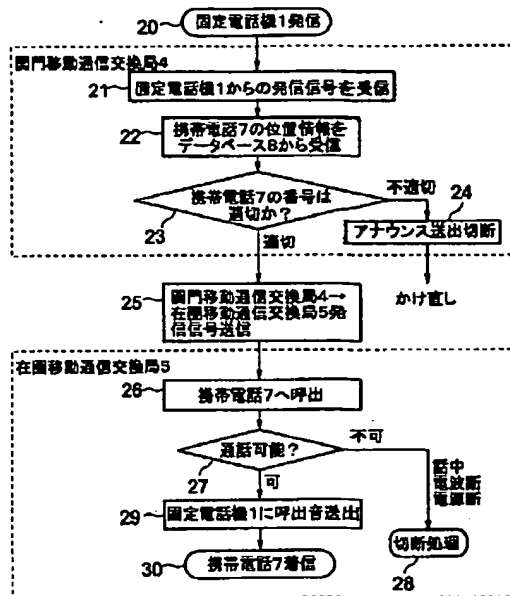 20
固定電話機1発信
関門移動通信交換局4
21
固定電話機1からの発信信号を受信
22
携帯電話7の位置情報を
データベース8から受信
携帯電話7の番号は
適切か?
23
不適切
24
アナウンス送出切断
適切
かけ直し
25
関門移動通信交換局4→
在圏移動通信交換局5発
信信号送信
在圏移動通信交換局5
26
携帯電話7へ呼出
通話可能?
27
不可
可
話中
電波断
電源断
29
固定電話機1に呼出音送出
切断処理
28
30
携帯電話7着信